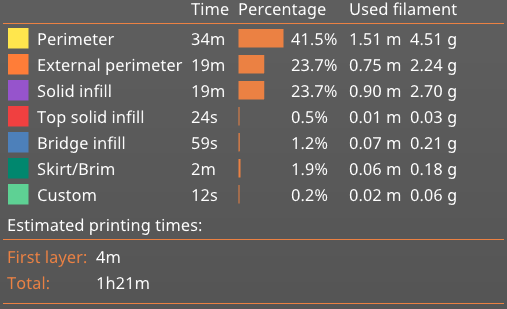 Time Percentage Used filament
Perimeter 34m 41.5% 1.51 m 4.51 g
External perimeter 19m 23.7% 0.75 m 2.24 g
Solid infill 19m 23.7% 0.90 m 2.70 g
Top solid infill 24s 0.5% 0.01 m 0.03 g
Bridge infill 59s 1.2% 0.07 m 0.21 g
Skirt/Brim 2m 1.9% 0.06 m 0.18 g
Custom 12s 0.2% 0.02 m 0.06 g
Estimated printing times:
First layer: 4m
Total: 1h21m